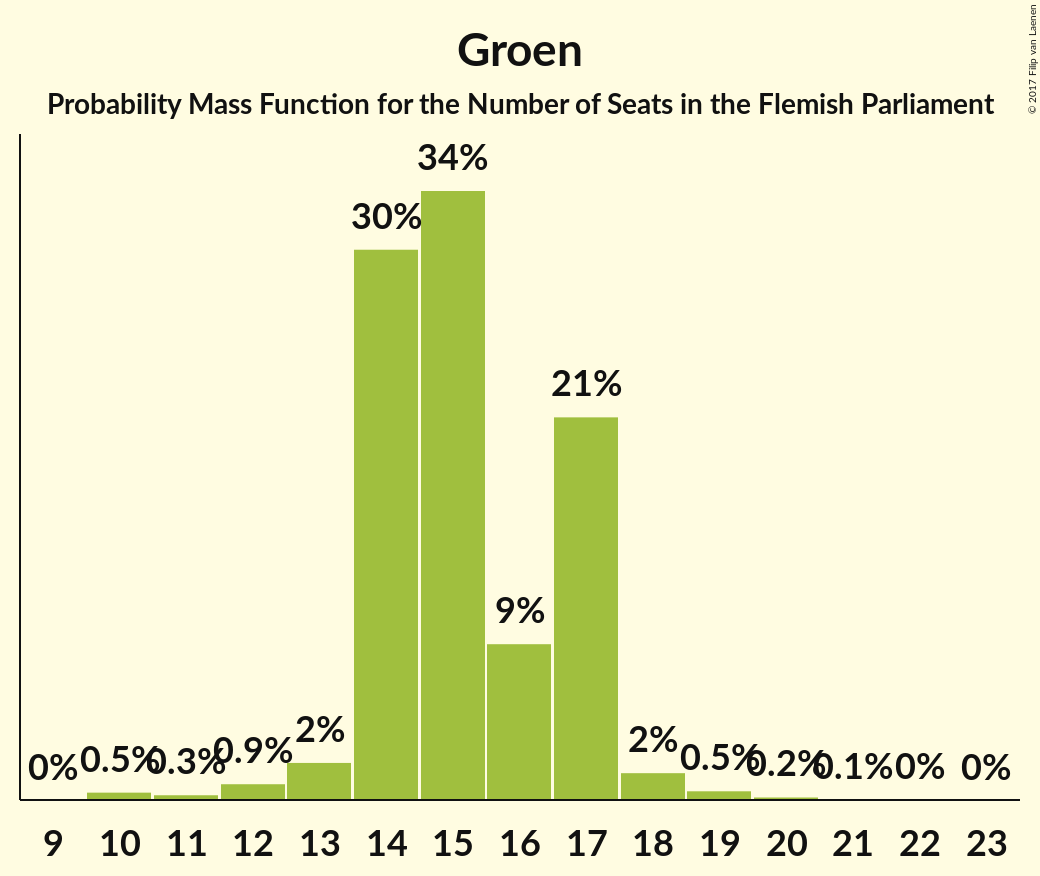 Groen
Probability Mass Function for the Number of Seats in the Flemish Parliament
© 2017 Filip van Laenen
0% 0.5% 0.3% 0.9% 2% 30% 34% 9% 21% 2% 0.5% 0.2% 0.1% 0% 0%
9 10 11 12 13 14 15 16 17 18 19 20 21 22 23